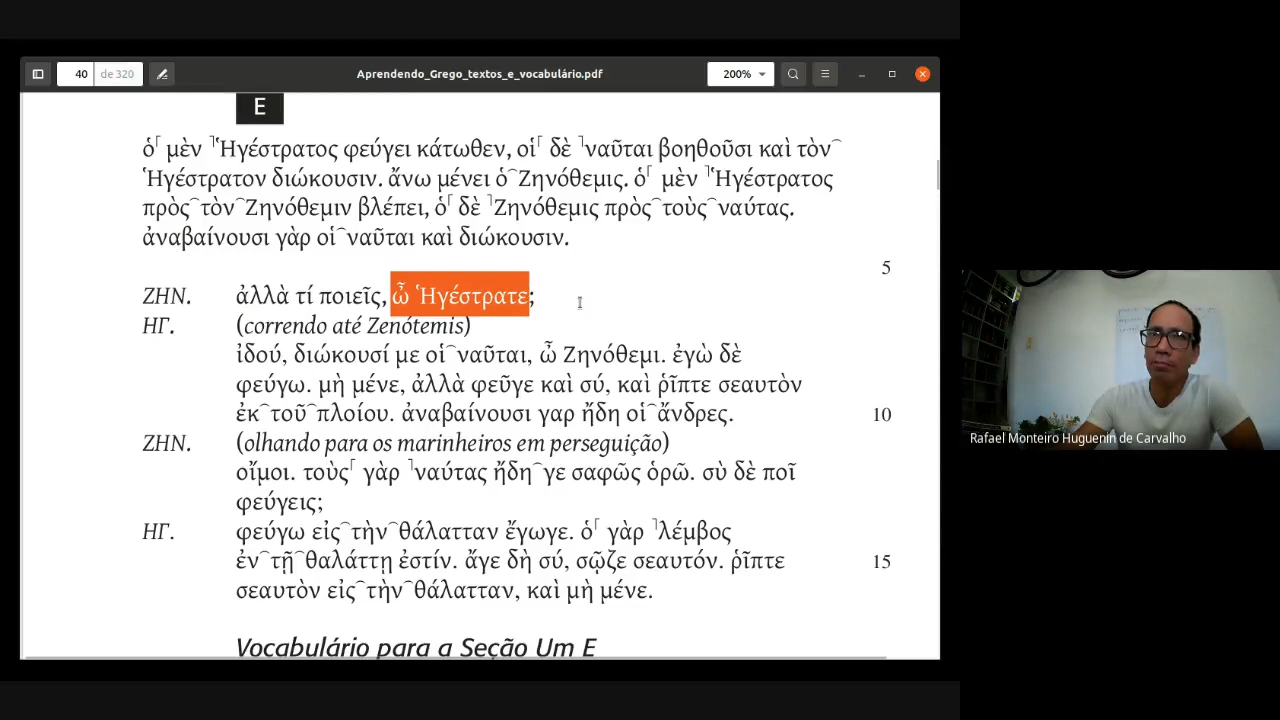 40 de 320
Aprendendo_Grego_textos_e_vocabulário.pdf
200%
E
ὁ⸢ μὲν ⸣Ἡγέστρατος φεύγει κάτωθεν, οἱ⸢ δὲ ⸣ναῦται βοηθοῦσι καὶ τὸν͡
Ἡγέστρατον διώκουσιν. ἄνω μένει ὁ͡ Ζηνόθεμις. ὁ⸢ μὲν ⸣Ἡγέστρατος
πρὸς͡ τὸν͡ Ζηνόθεμιν βλέπει, ὁ⸢ δὲ ⸣Ζηνόθεμις πρὸς͡ τοὺς͡ ναύτας.
ἀναβαίνουσι γὰρ οἱ͡ ναῦται καὶ διώκουσιν.
5
ΖΗΝ. ἀλλὰ τί ποιεῖς, ὦ Ἡγέστρατε;
ΗΓ. (correndo até Zenótemis)
ἰδού, διώκουσί με οἱ͡ ναῦται, ὦ Ζηνόθεμι. ἐγὼ δὲ
φεύγω. μὴ μένε, ἀλλὰ φεῦγε καὶ σύ, καὶ ῥῖπτε σεαυτὸν
ἐκ͡ τοῦ͡ πλοίου. ἀναβαίνουσι γαρ ἤδη οἱ͡ ἄνδρες. 10
ΖΗΝ. (olhando para os marinheiros em perseguição)
οἴμοι. τοὺς⸢ γὰρ ⸣ναύτας ἤδη͡ γε σαφῶς ὁρῶ. σὺ δὲ ποῖ
φεύγεις;
ΗΓ. φεύγω εἰς͡ τὴν͡ θάλατταν ἔγωγε. ὁ⸢ γὰρ ⸣λέμβος
ἐν͡ τῇ͡ θαλάττῃ ἐστίν. ἄγε δὴ σύ, σῷζε σεαυτόν. ῥῖπτε 15
σεαυτὸν εἰς͡ τὴν͡ θάλατταν, καὶ μὴ μένε.
Vocabulário para a Seção Um E
Rafael Monteiro Huguenin de Carvalho